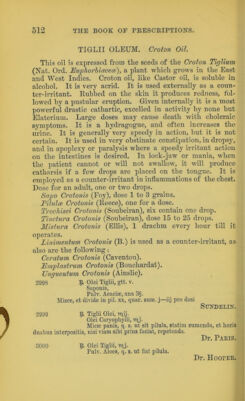 512 THE BOOK OF PRESCRIPTIONS.
TIGLII OLEUM. Croton Oil.
This oil is expressed from the seeds of the Croton Tiglium
(Nat. Ord. Euphorbiaceæ), a plant which grows in the East
and West Indies. Croton oil, like Castor oil, is soluble in
alcohol. It is very acrid. It is used externally as a coun-
ter-irritant. Rubbed on the skin it produces redness, fol-
lowed by a pustular eruption. Given internally it is a most
powerful drastic cathartic, excelled in activity by none but
Elaterium. Large doses may cause death with choleraic
symptoms. It is a hydragogue, and often increases the
urine. It is generally very speedy in action, but it is not
certain. It is used in very obstinate constipation, in dropsy,
and in apoplexy or paralysis where a speedy irritant action
on the intestines is desired. In lock-jaw or mania, when
the patient cannot or will not swallow, it will produce
catharsis if a few drops are placed on the tongue. It is
employed as a counter-irritant in inflammations of the chest.
Dose for an adult, one or two drops.
Sapo Crotonis (Foy), dose 1 to 3 grains.
Pilulæ Crotonis (Reece), one for a dose.
Trochisci Crotonis (Soubeiran), six contain one drop.
Tinctura Crotonis (Soubeiran), dose 15 to 25 drops.
Mistura Crotonis (Ellis), 1 drachm every hour till it
operates.
Linimentum Crotonis (B.) is used as a counter-irritant, as
also are the following:
Ceratum Crotonis (Caventou).
Emplastrum Crotonis (Bouchardat).
Unguentum Crotonis (Ainslie).
2998 ℞ Olei Tiglii, gtt. v.
Saponis,
Pulv. Acaciæ, ana ℈j.
Misce, et divide in pil. xx, quar. sum. j—iij pro dosi
SUNDELIN.
2999 ℞ Olei Tiglii, ♏ij.
Olei Caryophylli, ♏j.
Micæ panis, q. s. ut sit pilula, statim sumenda, et horis
duabus interpositis, nisi viam sibi prius faciat, repetenda.
Dr. PARIS.
3000 ℞ Olei Tiglii, ♏j.
Pulv. Aloes, q. s. ut fiat pilula.
Dr. HOOPER.